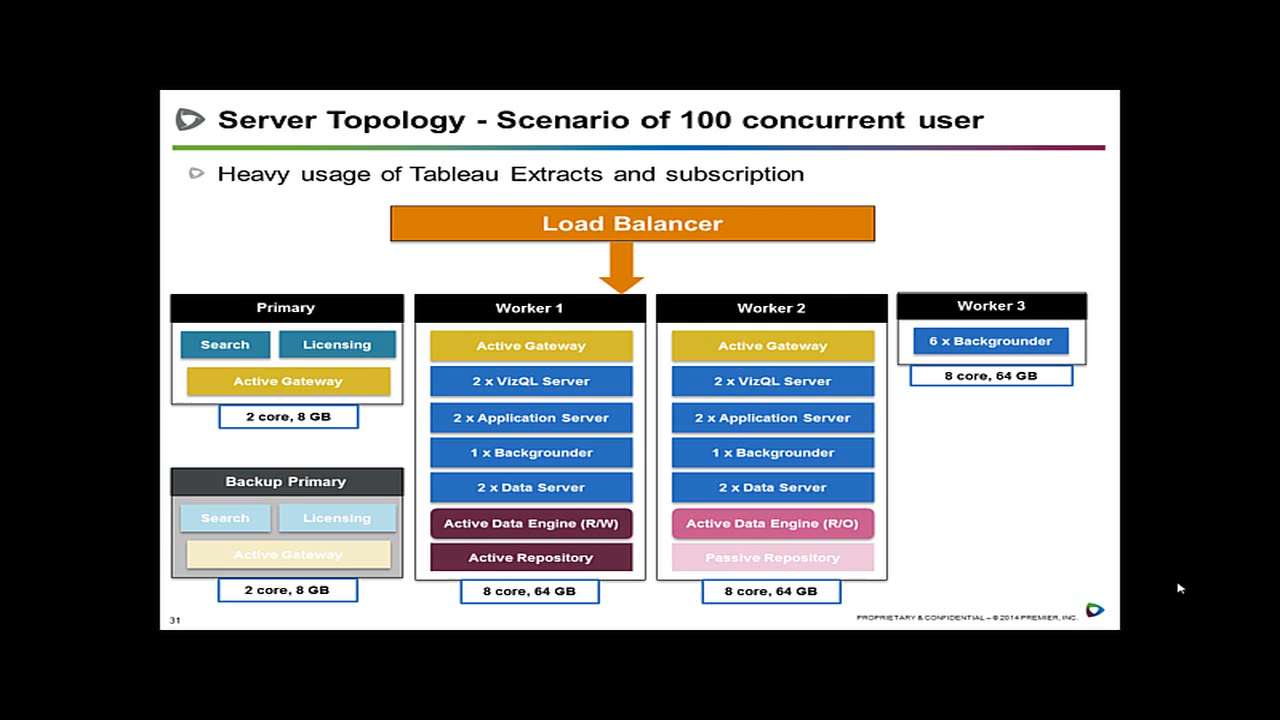 Server Topology - Scenario of 100 concurrent user
Heavy usage of Tableau Extracts and subscription
Load Balancer
Primary
Search
Licensing
Active Gateway
2 core, 8 GB
Backup Primary
Search
Licensing
Active Gateway
2 core, 8 GB
Worker 1
Active Gateway
2 x VizQL Server
2 x Application Server
1 x Backgrounder
2 x Data Server
Active Data Engine (R/W)
Active Repository
8 core, 64 GB
Worker 2
Active Gateway
2 x VizQL Server
2 x Application Server
1 x Backgrounder
2 x Data Server
Active Data Engine (R/O)
Passive Repository
8 core, 64 GB
Worker 3
6 x Backgrounder
8 core, 64 GB
31
PROPRIETARY & CONFIDENTIAL – © 2014 PREMIER, INC.